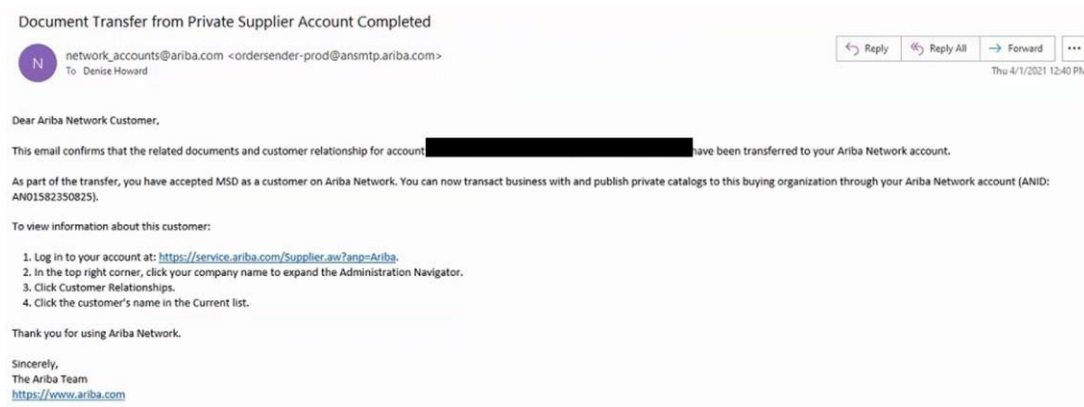 Document Transfer from Private Supplier Account Completed
N
network_accounts@ariba.com <ordersender-prod@ansmtp.ariba.com>
To Denise Howard
Reply
Reply All
Forward
...
Thu 4/1/2021 12:40 PM
Dear Ariba Network Customer,
This email confirms that the related documents and customer relationship for account have been transferred to your Ariba Network account.
As part of the transfer, you have accepted MSD as a customer on Ariba Network. You can now transact business with and publish private catalogs to this buying organization through your Ariba Network account (ANID:
AN01582350825).
To view information about this customer:
1. Log in to your account at: https://service.ariba.com/Supplier.aw?anp=Ariba.
2. In the top right corner, click your company name to expand the Administration Navigator.
3. Click Customer Relationships.
4. Click the customer's name in the Current list.
Thank you for using Ariba Network.
Sincerely,
The Ariba Team
https://www.ariba.com